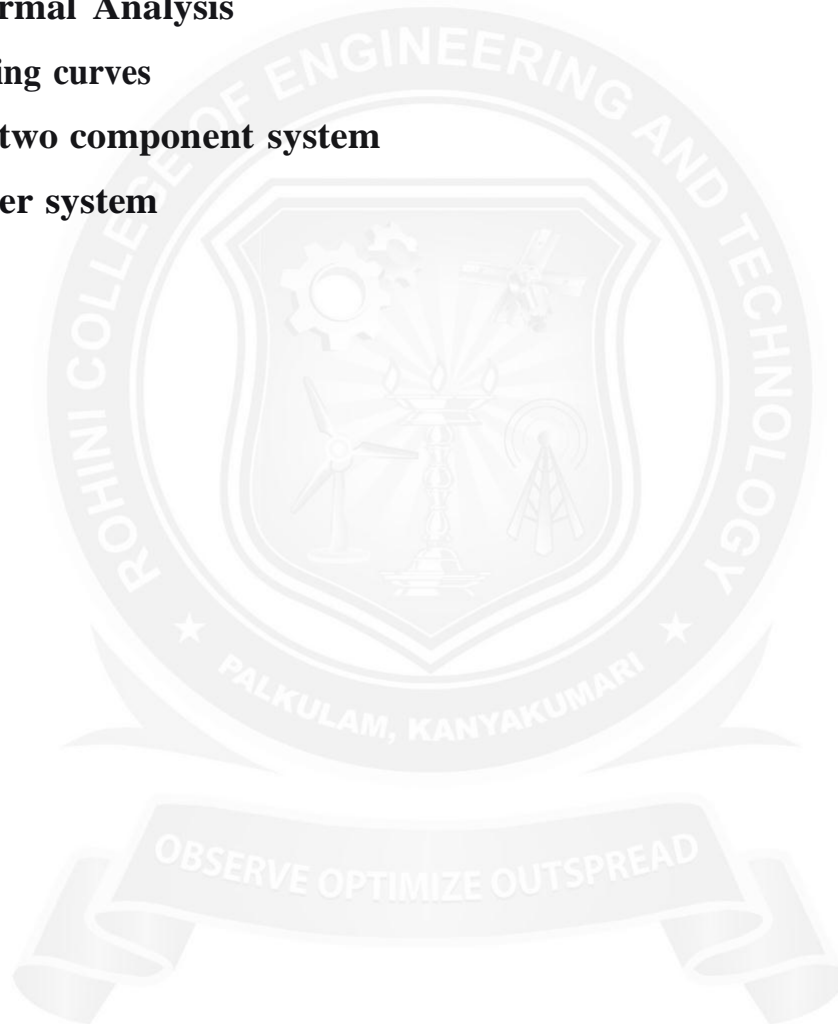 rmal Analysis
ing curves
two component system
er system
ROHINI COLLEGE OF ENGINEERING AND TECHNOLOGY
PALKULAM, KANYAKUMARI
OBSERVE OPTIMIZE OUTSPREAD